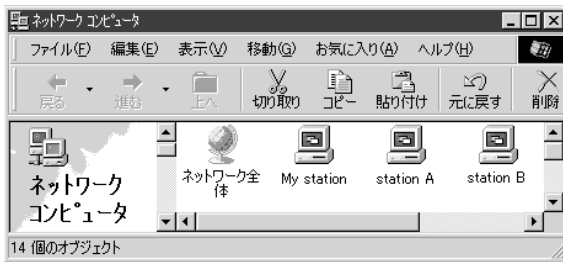 ネットワーク コンピュータ
ファイル(F) 編集(E) 表示(V) 移動(G) お気に入り(A) ヘルプ(H)
戻る 進む 上へ 切り取り コピー 貼り付け 元に戻す 削除
ネットワーク
コンピュータ
ネットワーク全
体
My station
station A
station B
14 個のオブジェクト